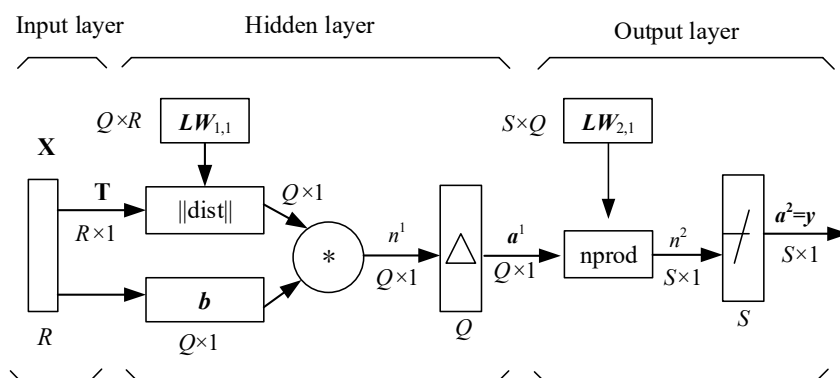 Input layer
Hidden layer
Output layer
Q×R
LW₁,₁
S×Q
LW₂,₁
X
T
R×1
||dist||
Q×1
b
Q×1
*
n¹
Q×1
Q
a¹
Q×1
nprod
n²
S×1
S
a²=y
S×1
R